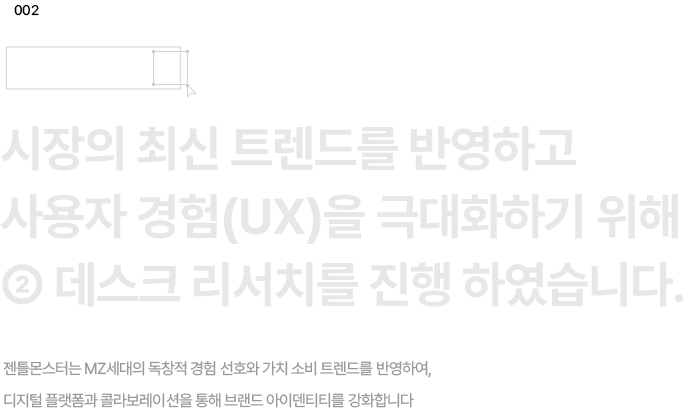 002
시장의 최신 트렌드를 반영하고
사용자 경험(UX)을 극대화하기 위해
② 데스크 리서치를 진행 하였습니다.
젠틀몬스터는 MZ세대의 독창적 경험 선호와 가치 소비 트렌드를 반영하여,
디지털 플랫폼과 콜라보레이션을 통해 브랜드 아이덴티티를 강화합니다